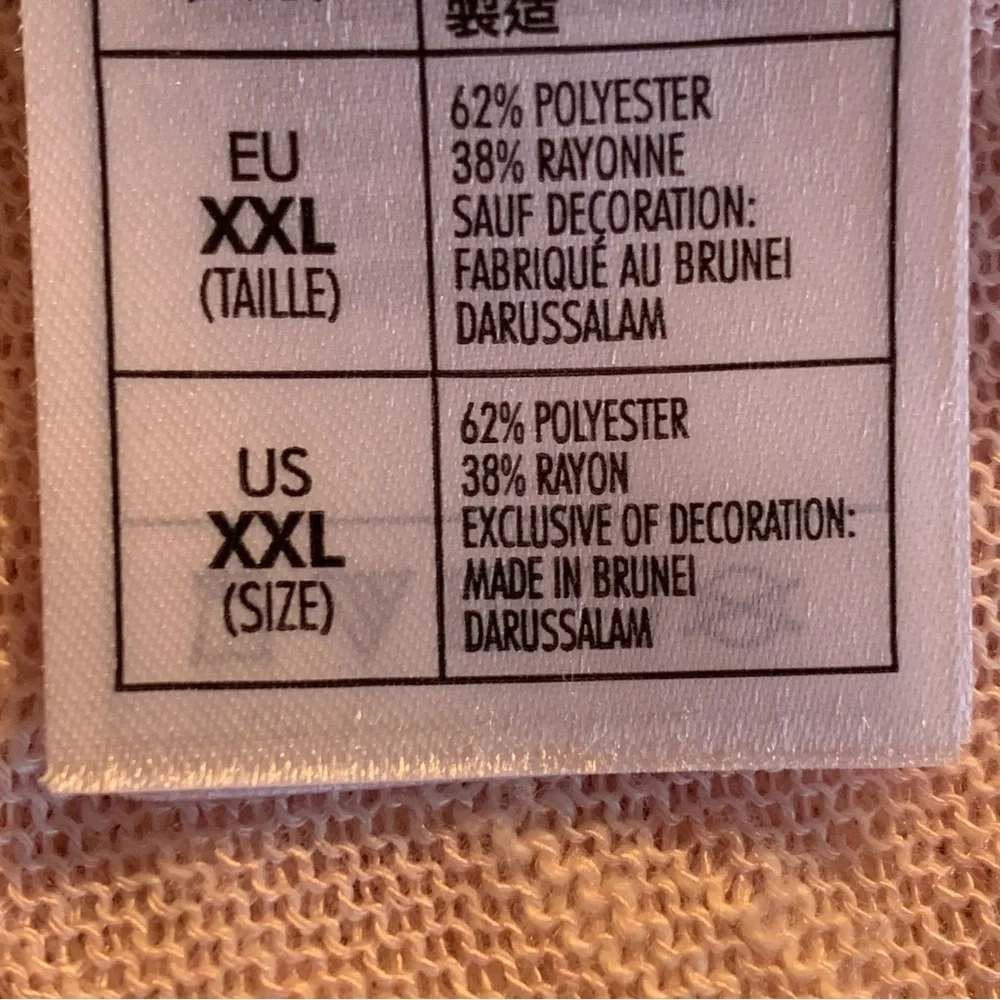 製造
EU
XXL
(TAILLE)
62% POLYESTER
38% RAYONNE
SAUF DEÇORATION:
FABRIQUÉ AU BRUNEI
DARUSSALAM
US
XXL
(SIZE)
62% POLYESTER
38% RAYON
EXCLUSIVE OF DECORATION:
MADE IN BRUNEI
DARUSSALAM